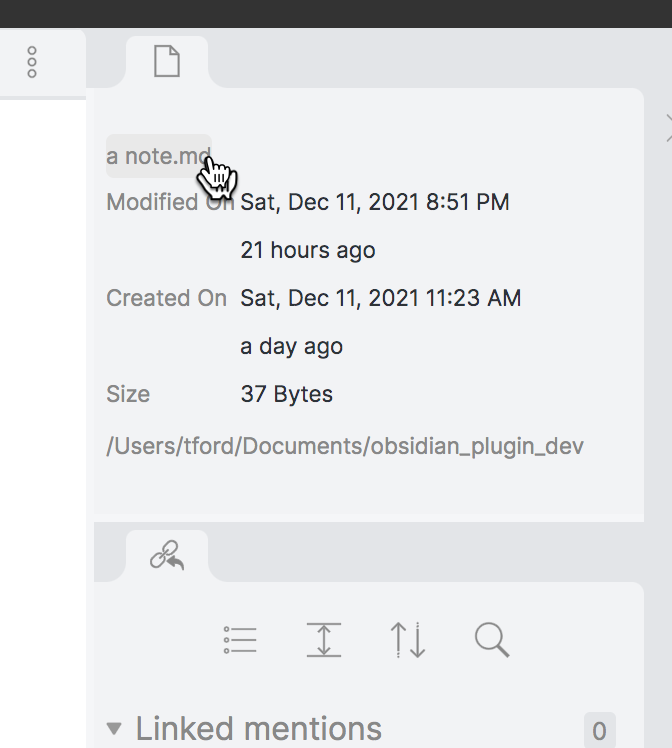 a note.md
Modified On Sat, Dec 11, 2021 8:51 PM
21 hours ago
Created On Sat, Dec 11, 2021 11:23 AM
a day ago
Size 37 Bytes
/Users/tford/Documents/obsidian_plugin_dev
Linked mentions 0